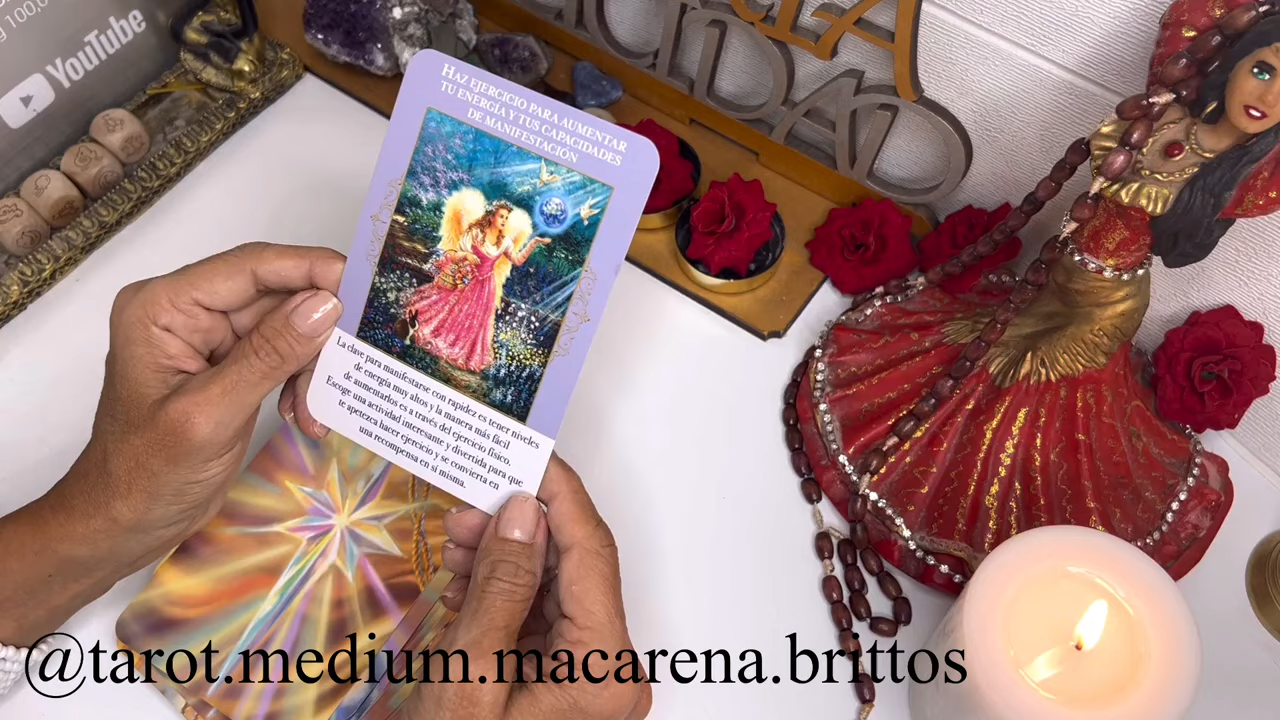 100,0
YouTube
HAZ EJERCICIO PARA AUMENTAR
TU ENERGÍA Y TUS CAPACIDADES
DE MANIFESTACIÓN
La clave para manifestarse con rapidez es tener niveles
de energía muy altos y la manera más fácil
de aumentarlos es a través del ejercicio físico.
Escoge una actividad interesante y divertida para que
te apetezca hacer ejercicio y se convierta en
una recompensa en sí misma.
@tarot.medium.macarena.brittos